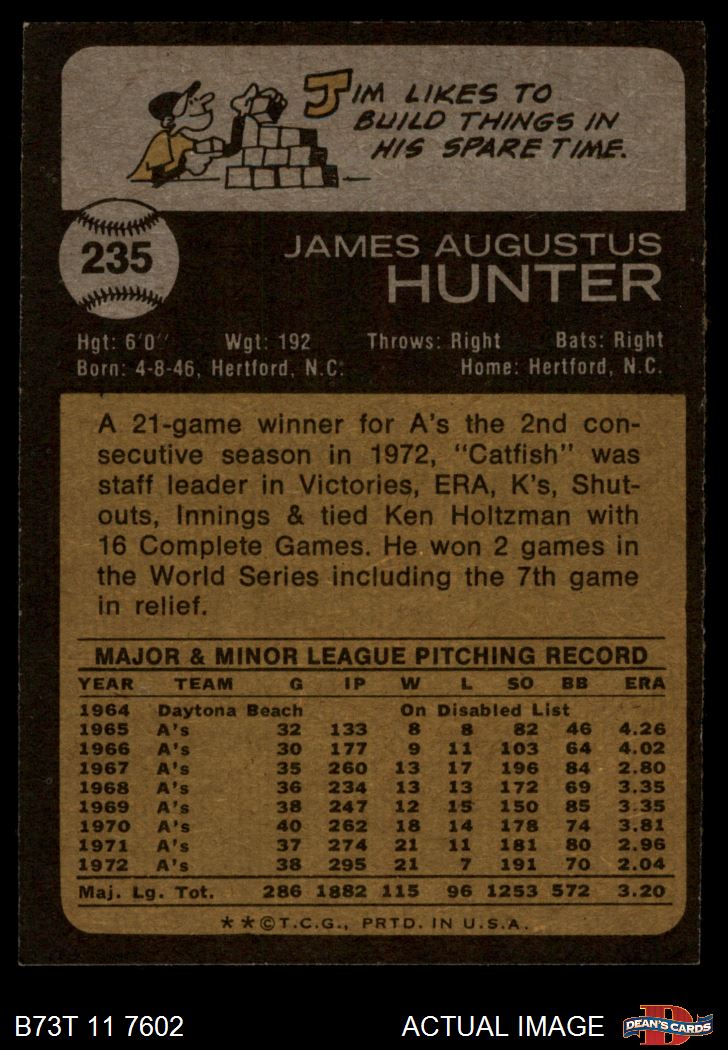 JIM LIKES TO
BUILD THINGS IN
HIS SPARE TIME.
235
JAMES AUGUSTUS
HUNTER
Hgt: 6'0" Wgt: 192 Throws: Right Bats: Right
Born: 4-8-46, Hertford, N.C. Home: Hertford, N.C.
A 21-game winner for A's the 2nd con-
secutive season in 1972, "Catfish" was
staff leader in Victories, ERA, K's, Shut-
outs, Innings & tied Ken Holtzman with
16 Complete Games. He won 2 games in
the World Series including the 7th game
in relief.
MAJOR & MINOR LEAGUE PITCHING RECORD
YEAR TEAM G IP W L SO BB ERA
1964 Daytona Beach On Disabled List
1965 A's 32 133 8 8 82 46 4.26
1966 A's 30 177 9 11 103 64 4.02
1967 A's 35 260 13 17 196 84 2.80
1968 A's 36 234 13 13 172 69 3.35
1969 A's 38 247 12 15 150 85 3.35
1970 A's 40 262 18 14 178 74 3.81
1971 A's 37 274 21 11 181 80 2.96
1972 A's 38 295 21 7 191 70 2.04
Maj. Lg. Tot. 286 1882 115 96 1253 572 3.20
**©T.C.G., PRTD. IN U.S.A.
B73T 11 7602 ACTUAL IMAGE
D
DEAN'S CARDS